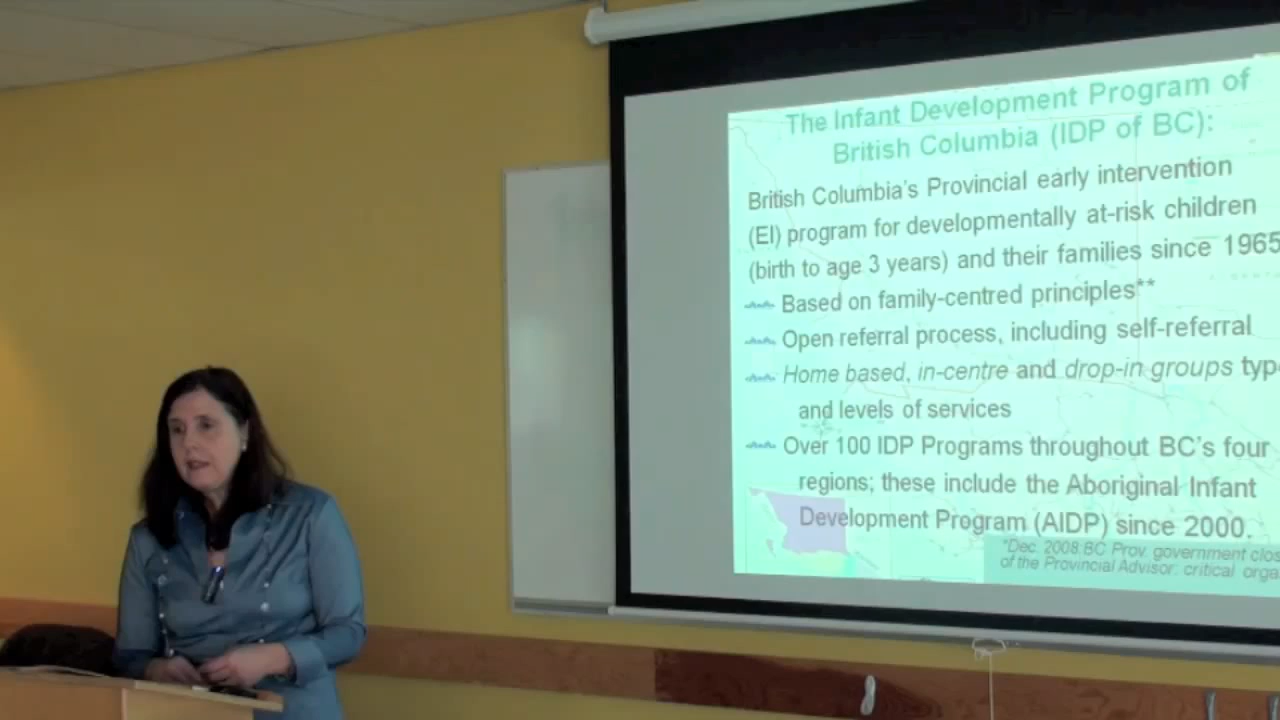 The Infant Development Program of
British Columbia (IDP of BC):
British Columbia's Provincial early intervention
(EI) program for developmentally at-risk children
(birth to age 3 years) and their families since 1965
Based on family-centred principles**
Open referral process, including self-referral
Home based, in-centre and drop-in groups
and levels of services
Over 100 IDP Programs throughout BC's four
regions; these include the Aboriginal Infant
Development Program (AIDP) since 2000.
*Dec. 2008 BC Prov. government
of the Provincial Advisor: critical